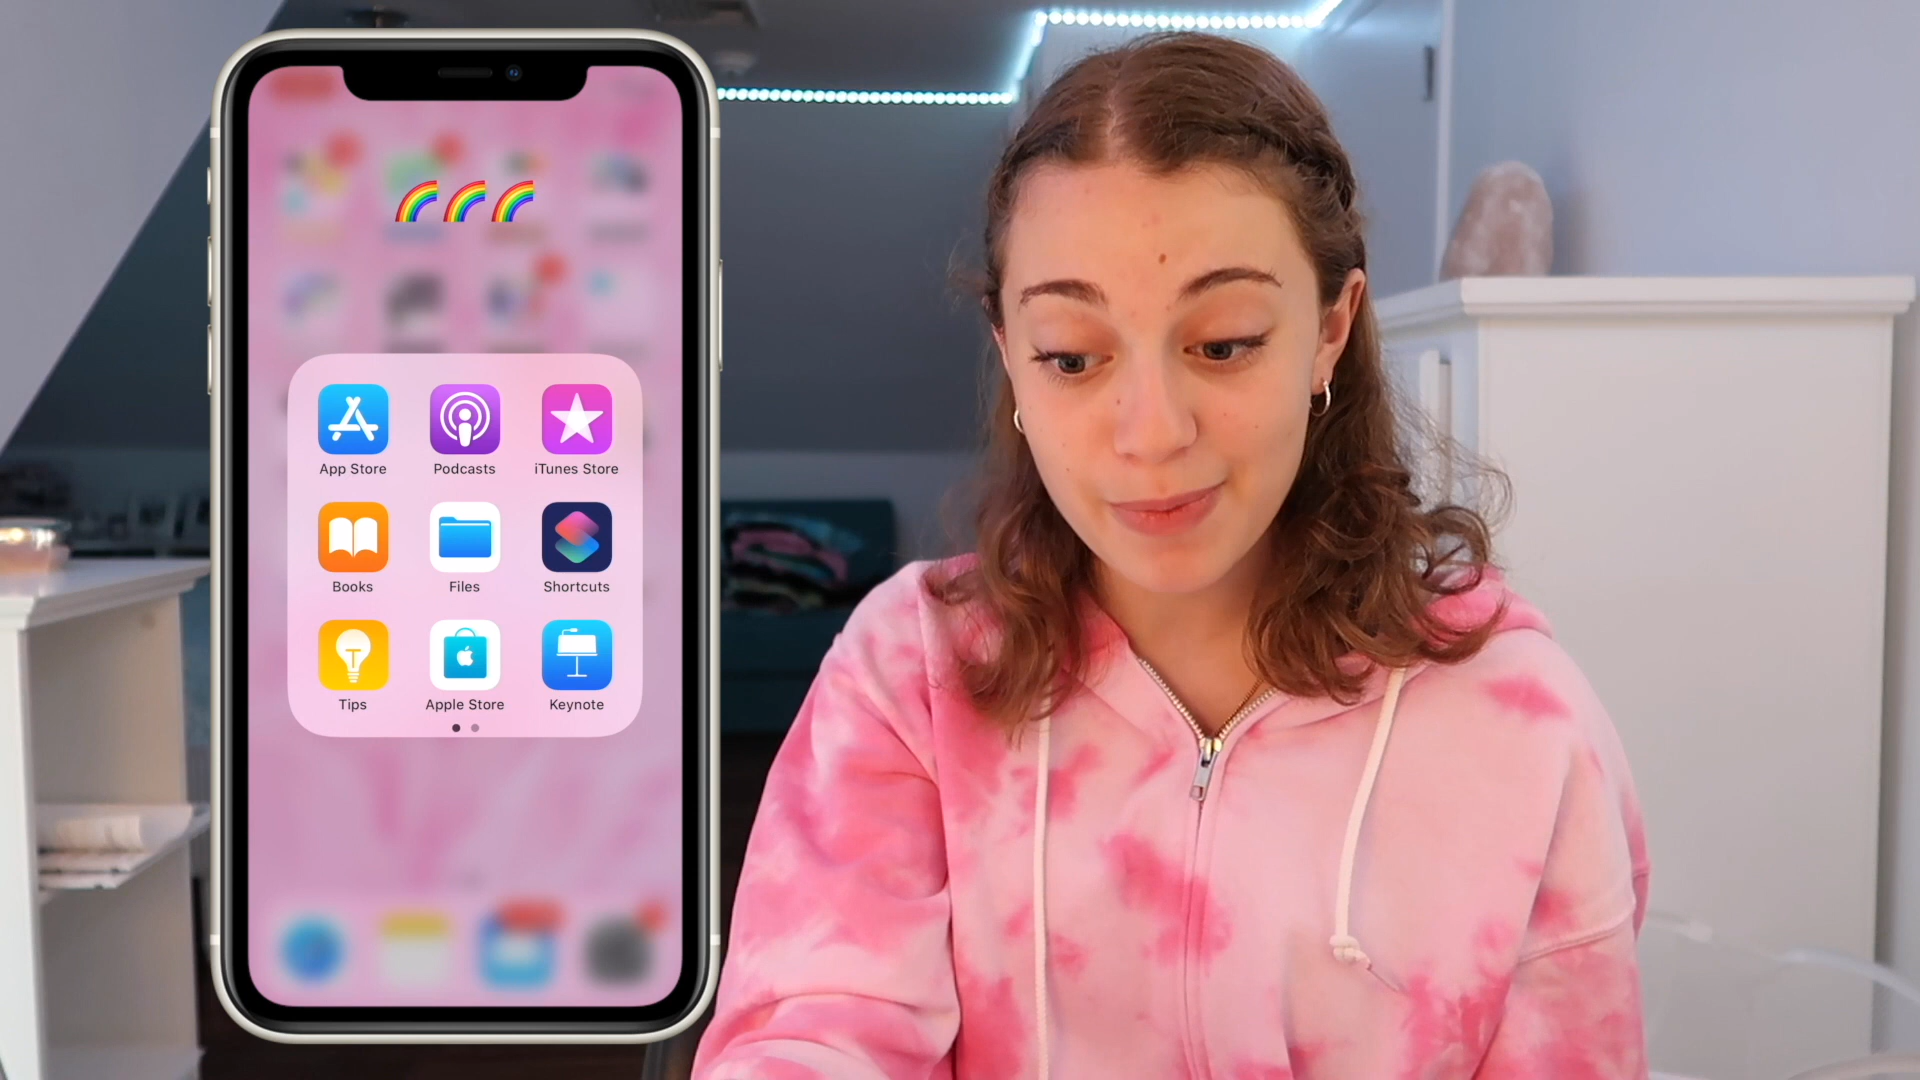 🌈🌈🌈
App Store Podcasts iTunes Store
Books Files Shortcuts
Tips Apple Store Keynote